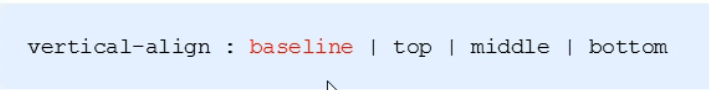 vertical-align : baseline | top | middle | bottom